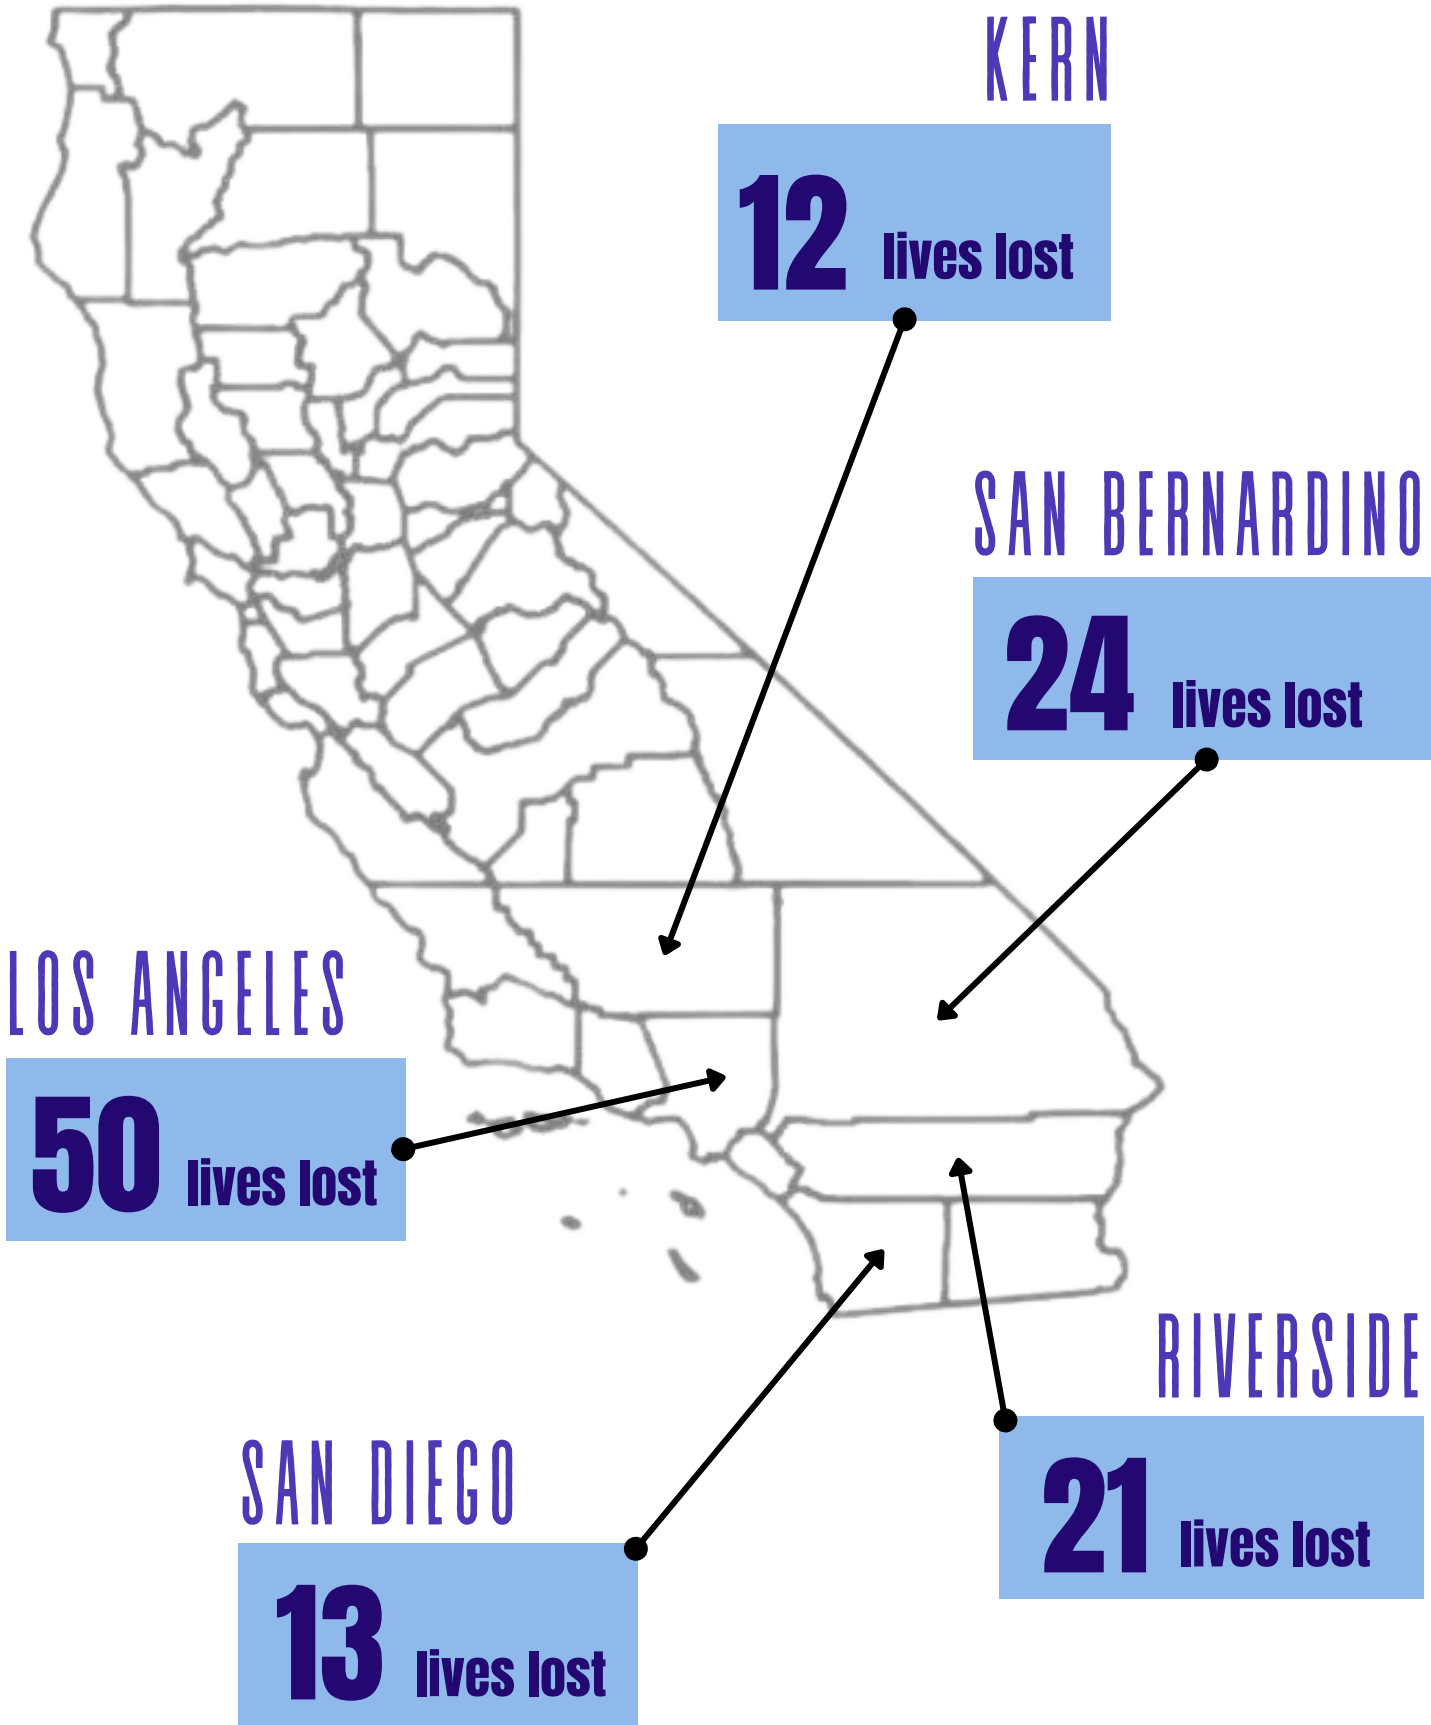 KERN
12 lives lost
SAN BERNARDINO
24 lives lost
LOS ANGELES
50 lives lost
RIVERSIDE
21 lives lost
SAN DIEGO
13 lives lost